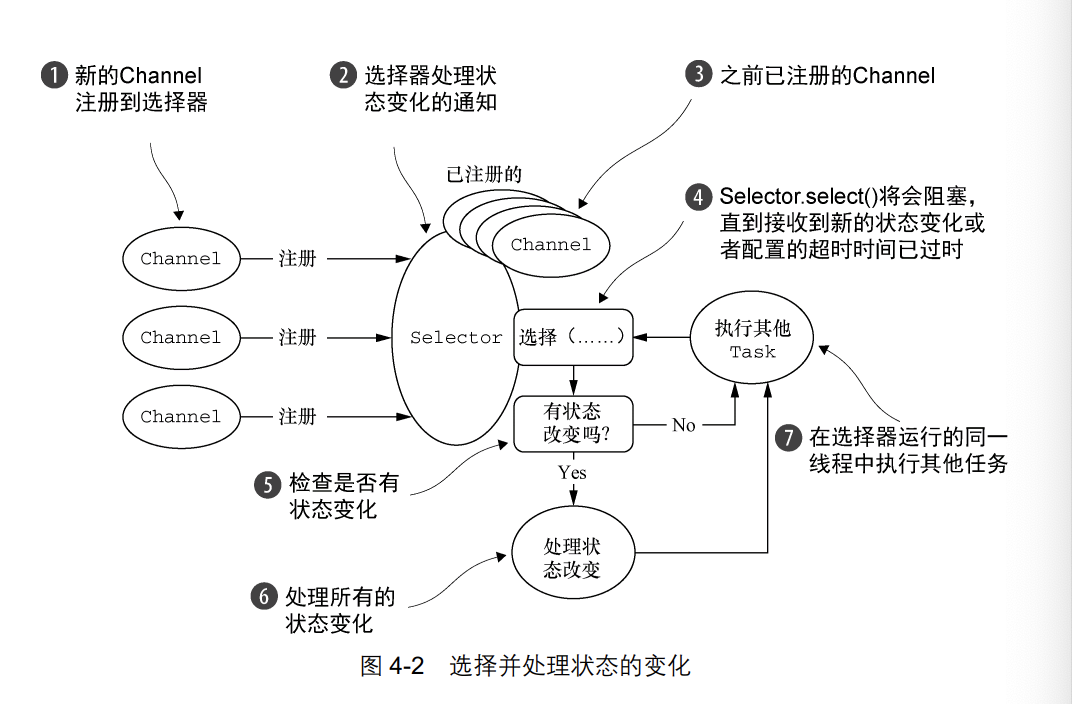 ❶ 新的Channel
注册到选择器
❷ 选择器处理状
态变化的通知
❸ 之前已注册的Channel
已注册的
Channel
❹ Selector.select()将会阻塞，
直到接收到新的状态变化或
者配置的超时时间已过时
Channel
注册
Channel
注册
Channel
注册
Selector
选择（……）
执行其他
Task
有状态
改变吗？
No
Yes
❼ 在选择器运行的同一
线程中执行其他任务
❺ 检查是否有
状态变化
处理状
态改变
❻ 处理所有的
状态变化
图 4-2 选择并处理状态的变化